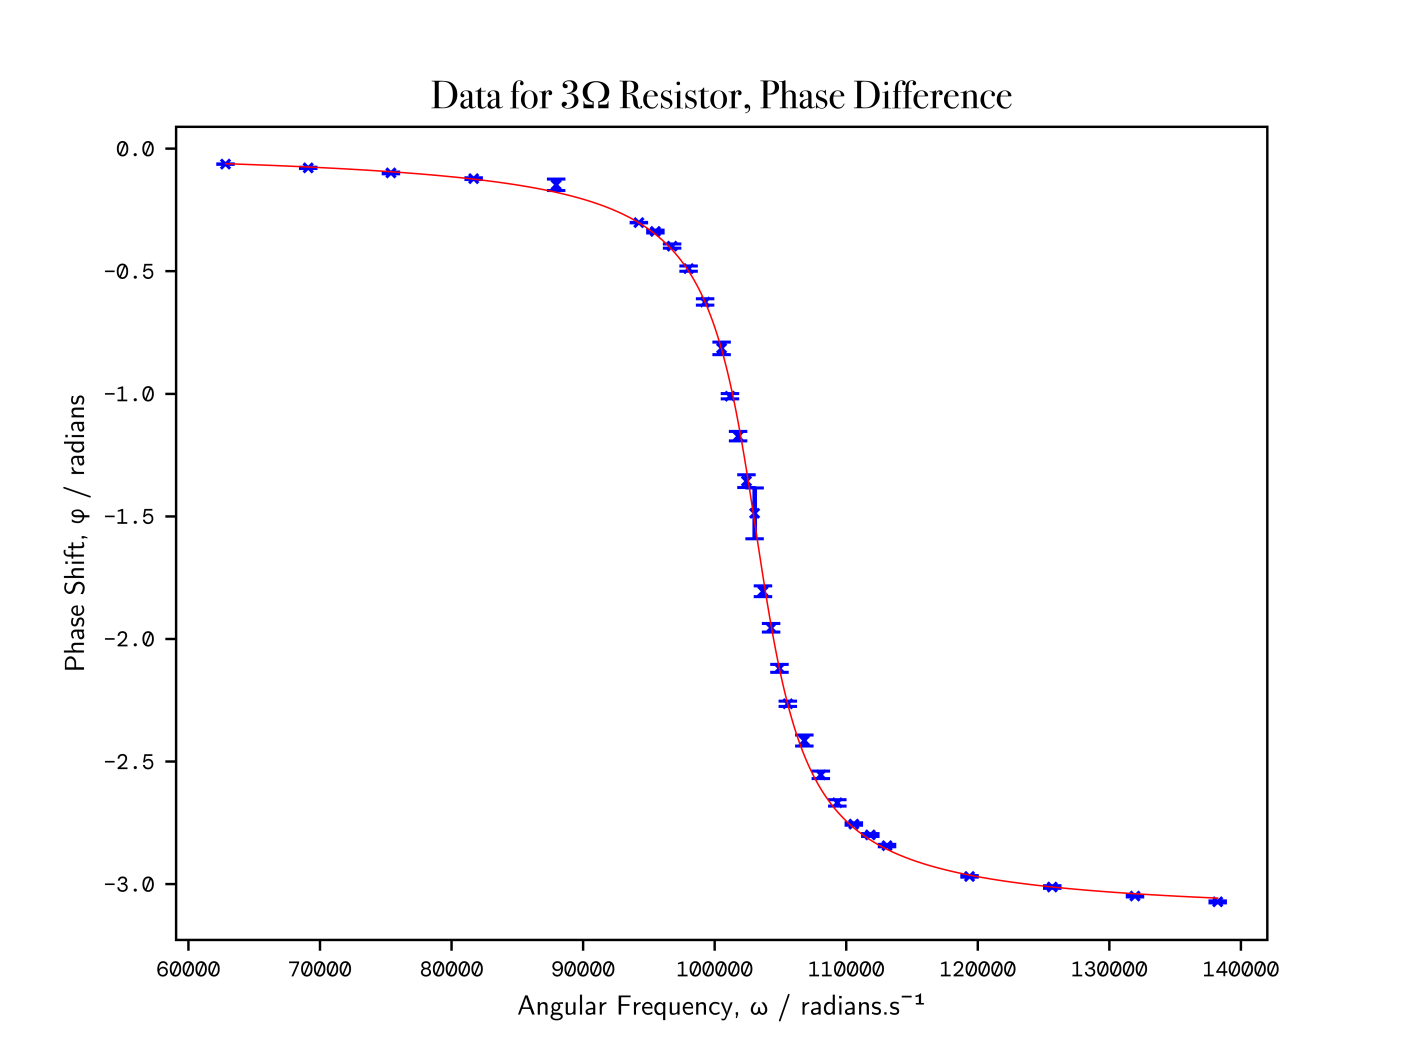 Data for 3Ω Resistor, Phase Difference
0.0
−0.5
−1.0
−1.5
−2.0
−2.5
−3.0
Phase Shift, φ / radians
60000 70000 80000 90000 100000 110000 120000 130000 140000
Angular Frequency, ω / radians.s⁻¹